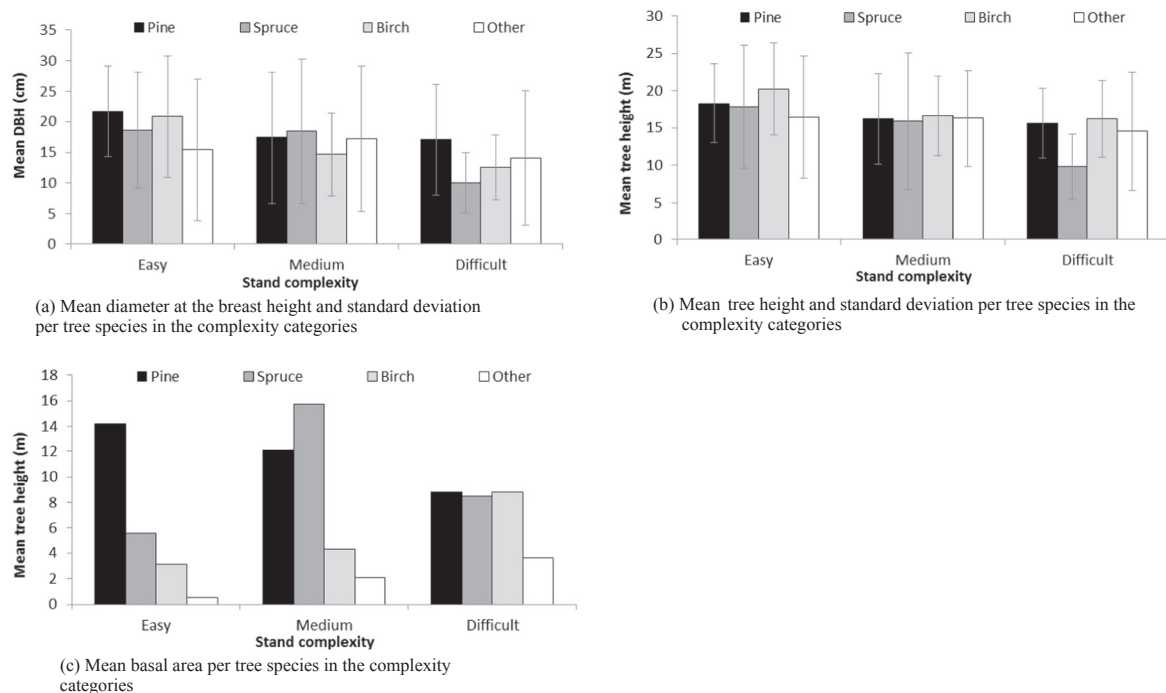 Pine Spruce Birch Other
35
30
25
20
15
10
5
0
Mean DBH (cm)
Easy Medium Difficult
Stand complexity
(a) Mean diameter at the breast height and standard deviation
per tree species in the complexity categories
Pine Spruce Birch Other
30
25
20
15
10
5
0
Mean tree height (m)
Easy Medium Difficult
Stand complexity
(b) Mean tree height and standard deviation per tree species in the
complexity categories
Pine Spruce Birch Other
18
16
14
12
10
8
6
4
2
0
Mean tree height (m)
Easy Medium Difficult
Stand complexity
(c) Mean basal area per tree species in the complexity
categories